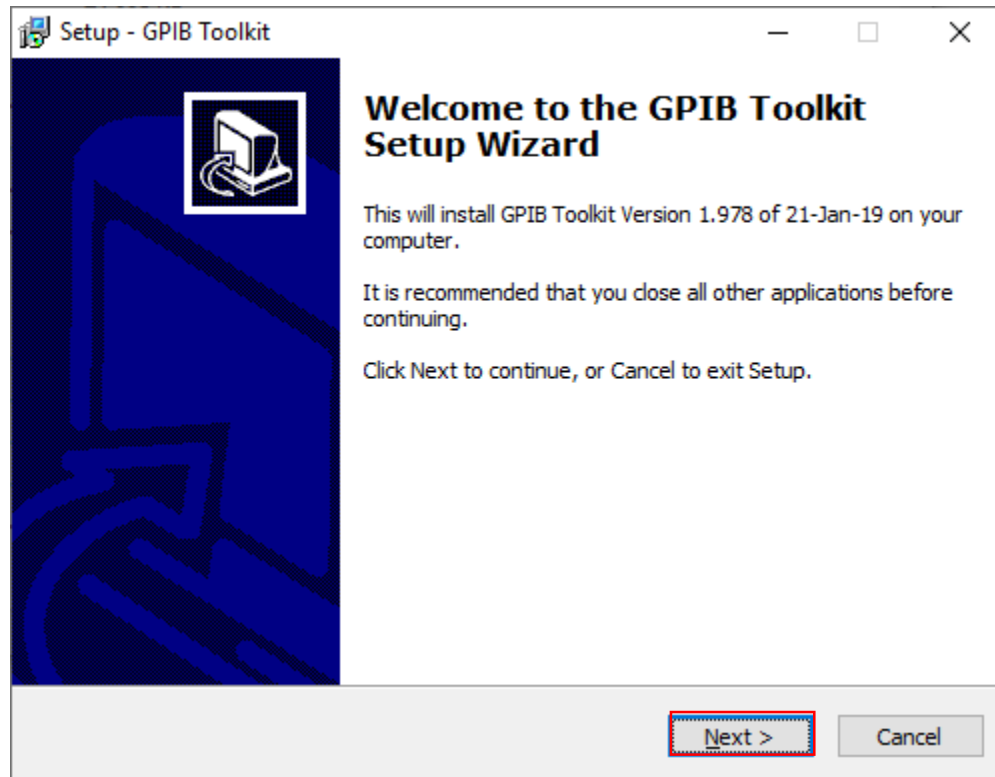 Setup - GPIB Toolkit
Welcome to the GPIB Toolkit
Setup Wizard
This will install GPIB Toolkit Version 1.978 of 21-Jan-19 on your
computer.
It is recommended that you close all other applications before
continuing.
Click Next to continue, or Cancel to exit Setup.
Next >
Cancel